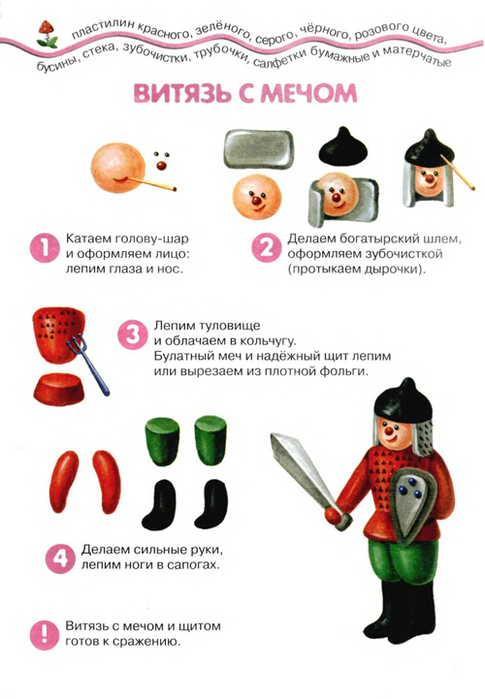 пластилин красного, зелёного, серого, чёрного, розового цвета,
бусины, стека, зубочистки, трубочки, салфетки бумажные и матерчатые
ВИТЯЗЬ С МЕЧОМ
1 Катаем голову-шар
и оформляем лицо:
лепим глаза и нос.
2 Делаем богатырский шлем,
оформляем зубочисткой
(протыкаем дырочки).
3 Лепим туловище
и облачаем в кольчугу.
Булатный меч и надёжный щит лепим
или вырезаем из плотной фольги.
4 Делаем сильные руки,
лепим ноги в сапогах.
! Витязь с мечом и щитом
готов к сражению.